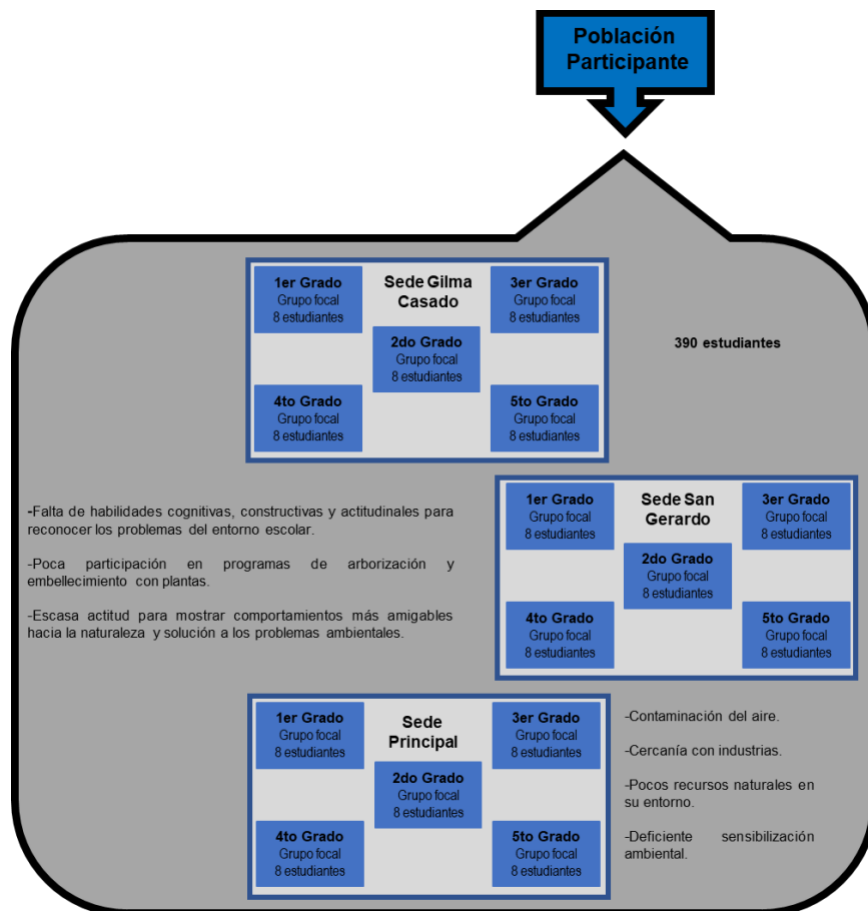 Población
Participante
1er Grado
Grupo focal
8 estudiantes
Sede Gilma
Casado
3er Grado
Grupo focal
8 estudiantes
2do Grado
Grupo focal
8 estudiantes
4to Grado
Grupo focal
8 estudiantes
5to Grado
Grupo focal
8 estudiantes
390 estudiantes
-Falta de habilidades cognitivas, constructivas y actitudinales para
reconocer los problemas del entorno escolar.
-Poca participación en programas de arborización y
embellecimiento con plantas.
-Escasa actitud para mostrar comportamientos más amigables
hacia la naturaleza y solución a los problemas ambientales.
1er Grado
Grupo focal
8 estudiantes
Sede San
Gerardo
3er Grado
Grupo focal
8 estudiantes
2do Grado
Grupo focal
8 estudiantes
4to Grado
Grupo focal
8 estudiantes
5to Grado
Grupo focal
8 estudiantes
1er Grado
Grupo focal
8 estudiantes
Sede
Principal
3er Grado
Grupo focal
8 estudiantes
2do Grado
Grupo focal
8 estudiantes
4to Grado
Grupo focal
8 estudiantes
5to Grado
Grupo focal
8 estudiantes
-Contaminación del aire.
-Cercanía con industrias.
-Pocos recursos naturales en
su entorno.
-Deficiente sensibilización
ambiental.